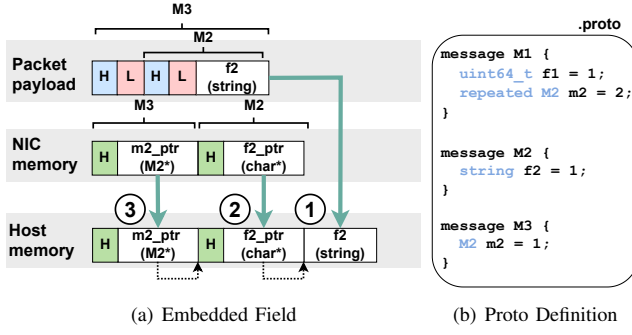 M3
M2
Packet payload
H L H L f2 (string)
M3 M2
NIC memory
H m2_ptr (M2*) H f2_ptr (char*)
3 2 1
Host memory
H m2_ptr (M2*) H f2_ptr (char*) f2 (string)
(a) Embedded Field
.proto
message M1 {
uint64_t f1 = 1;
repeated M2 m2 = 2;
}
message M2 {
string f2 = 1;
}
message M3 {
M2 m2 = 1;
}
(b) Proto Definition